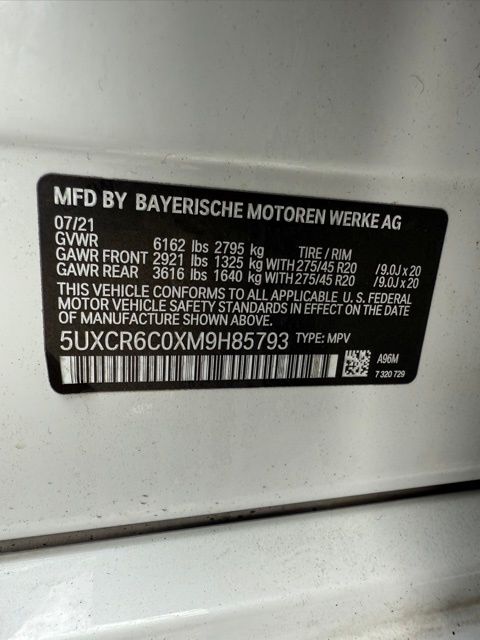 MFD BY BAYERISCHE MOTOREN WERKE AG
07/21
GVWR 6162 lbs 2795 kg TIRE / RIM
GAWR FRONT 2921 lbs 1325 kg WITH 275/45 R20 /9.0J x 20
GAWR REAR 3616 lbs 1640 kg WITH 275/45 R20 /9.0J x 20
THIS VEHICLE CONFORMS TO ALL APPLICABLE U. S. FEDERAL
MOTOR VEHICLE SAFETY STANDARDS IN EFFECT ON THE DATE
OF MANUFACTURE SHOWN ABOVE.
5UXCR6C0XM9H85793 TYPE: MPV
A96M
7 320 729